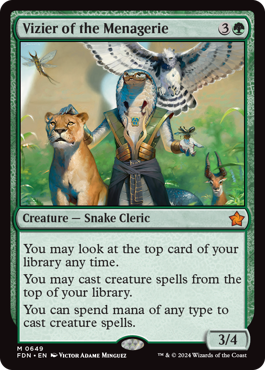 Vizier of the Menagerie 3
Creature — Snake Cleric
You may look at the top card of your
library any time.
You may cast creature spells from the
top of your library.
You can spend mana of any type to
cast creature spells.
3/4
M 0649
FDN • EN VICTOR ADAME MINGUEZ
™ & © 2024 Wizards of the Coast